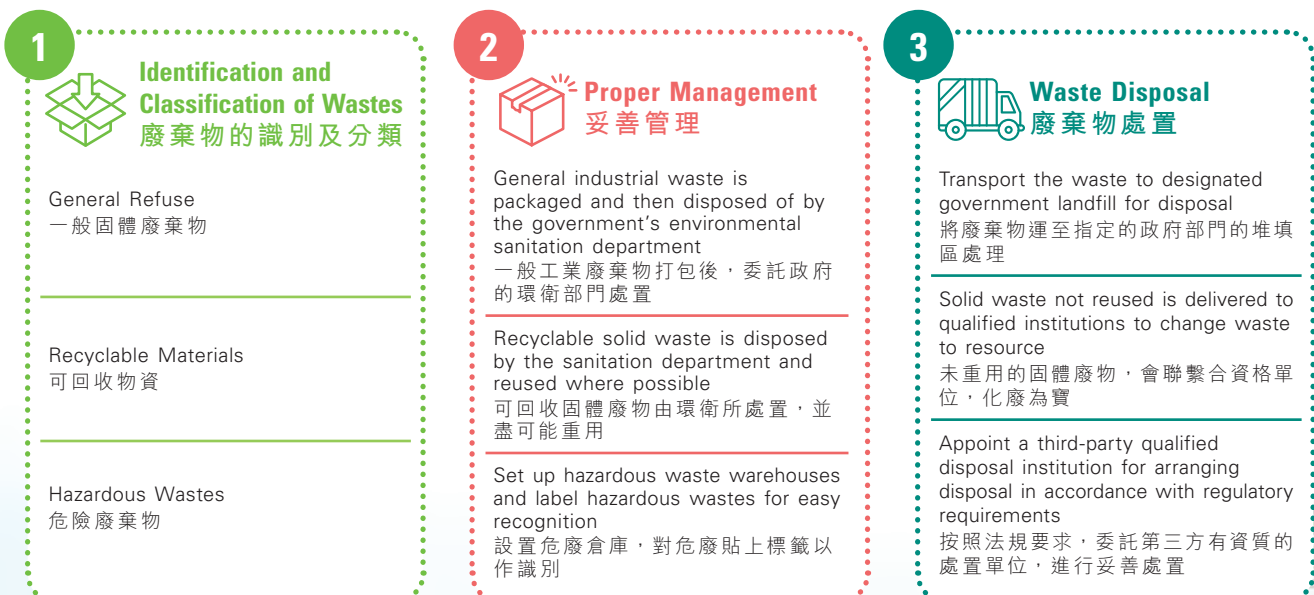 1
Identification and
Classification of Wastes
廢棄物的識別及分類
General Refuse
一般固體廢棄物
Recyclable Materials
可回收物資
Hazardous Wastes
危險廢棄物
2
Proper Management
妥善管理
General industrial waste is
packaged and then disposed of by
the government's environmental
sanitation department
一般工業廢棄物打包後，委託政府
的環衛部門處置
Recyclable solid waste is disposed
by the sanitation department and
reused where possible
可回收固體廢物由環衛所處置，並
盡可能重用
Set up hazardous waste warehouses
and label hazardous wastes for easy
recognition
設置危廢倉庫，對危廢貼上標籤以
作識別
3
Waste Disposal
廢棄物處置
Transport the waste to designated
government landfill for disposal
將廢棄物運至指定的政府部門的堆填
區處理
Solid waste not reused is delivered to
qualified institutions to change waste
to resource
未重用的固體廢物，會聯繫合資格單
位，化廢為寶
Appoint a third-party qualified
disposal institution for arranging
disposal in accordance with regulatory
requirements
按照法規要求，委託第三方有資質的
處置單位，進行妥善處置